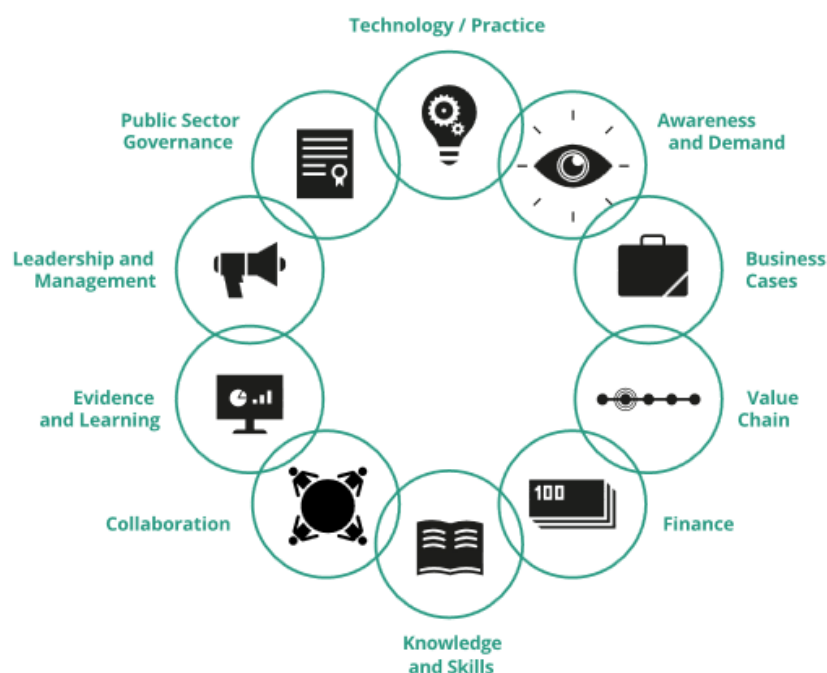 Technology / Practice
Public Sector
Governance
Awareness
and Demand
Leadership and
Management
Business
Cases
Evidence
and Learning
Value
Chain
100
Collaboration
Finance
Knowledge
and Skills